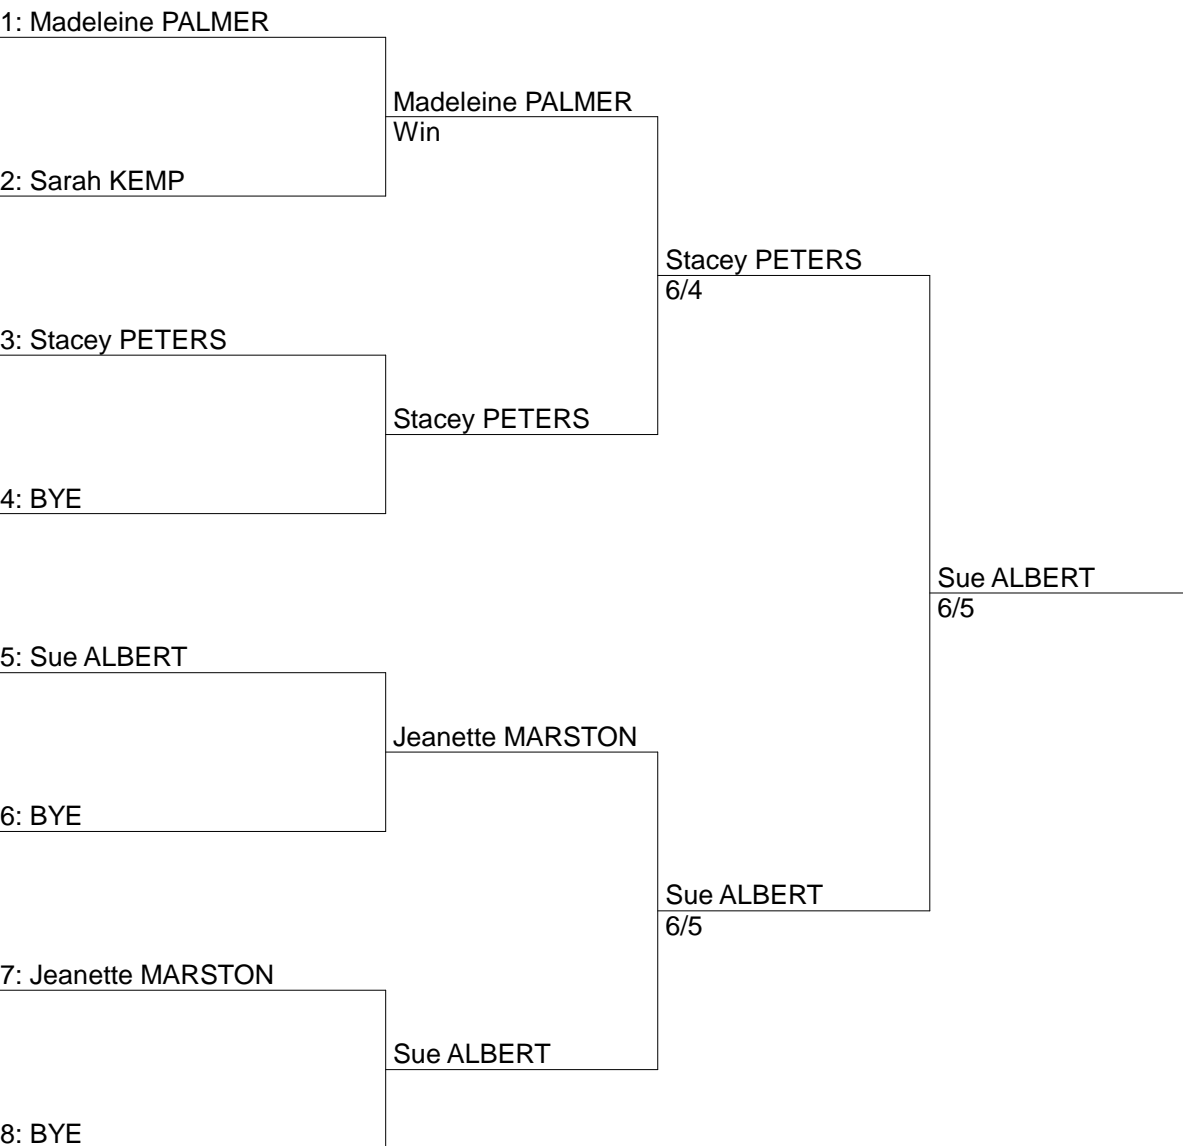 1: Madeleine PALMER
Madeleine PALMER
Win
2: Sarah KEMP
Stacey PETERS
6/4
3: Stacey PETERS
Stacey PETERS
4: BYE
Sue ALBERT
6/5
5: Sue ALBERT
Jeanette MARSTON
6: BYE
Sue ALBERT
6/5
7: Jeanette MARSTON
Sue ALBERT
8: BYE